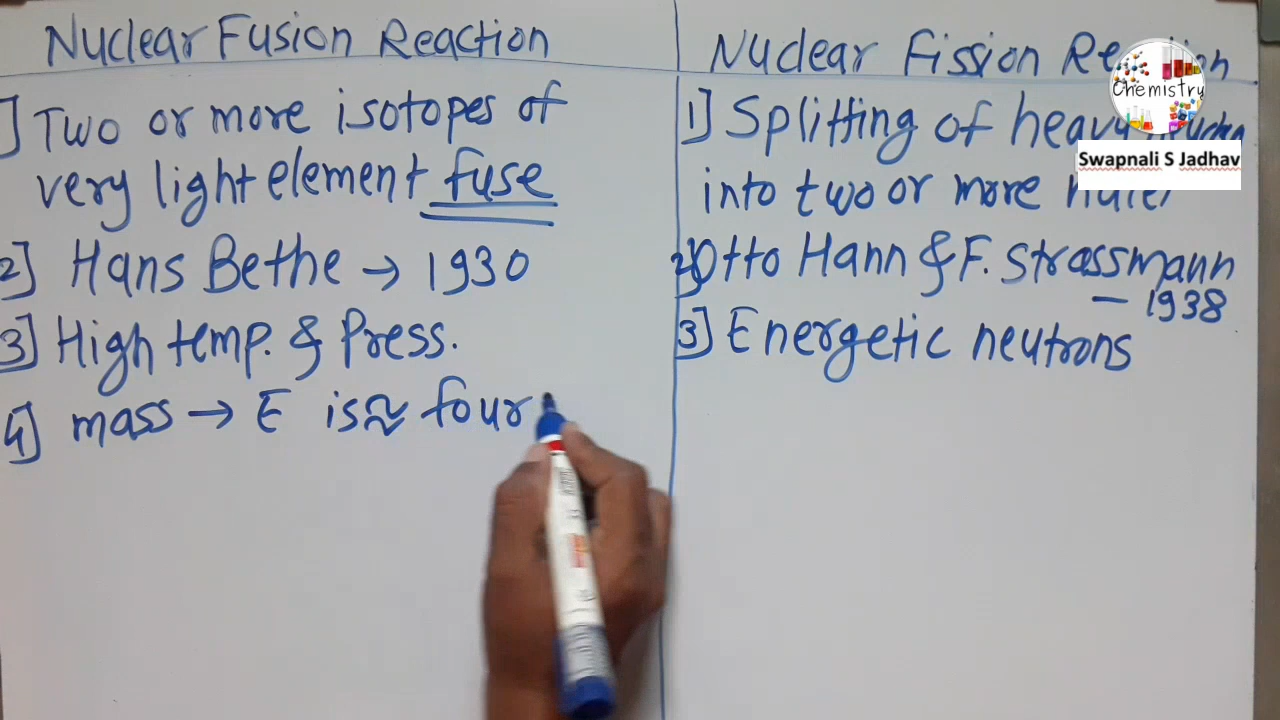 Nuclear Fusion Reaction
1] Two or more isotopes of
very light element fuse
2] Hans Bethe → 1930
3] High temp. & Press.
4] mass → E is ≈ four
Nuclear Fission
1] Splitting of heavy
into two or more
2] Otto Hann & F. Strassmann
— 1938
3] Energetic neutrons
Chemistry
Swapnali S Jadhav